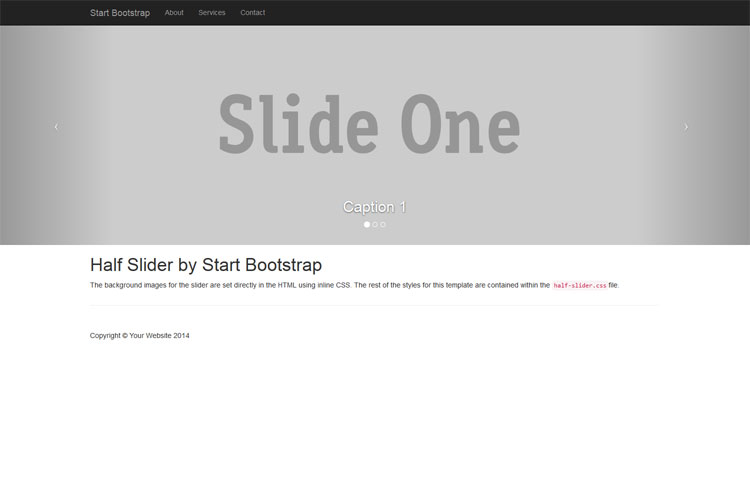 Start Bootstrap About Services Contact
Slide One
Caption 1
Half Slider by Start Bootstrap
The background images for the slider are set directly in the HTML using inline CSS. The rest of the styles for this template are contained within the half-slider.css file.
Copyright © Your Website 2014